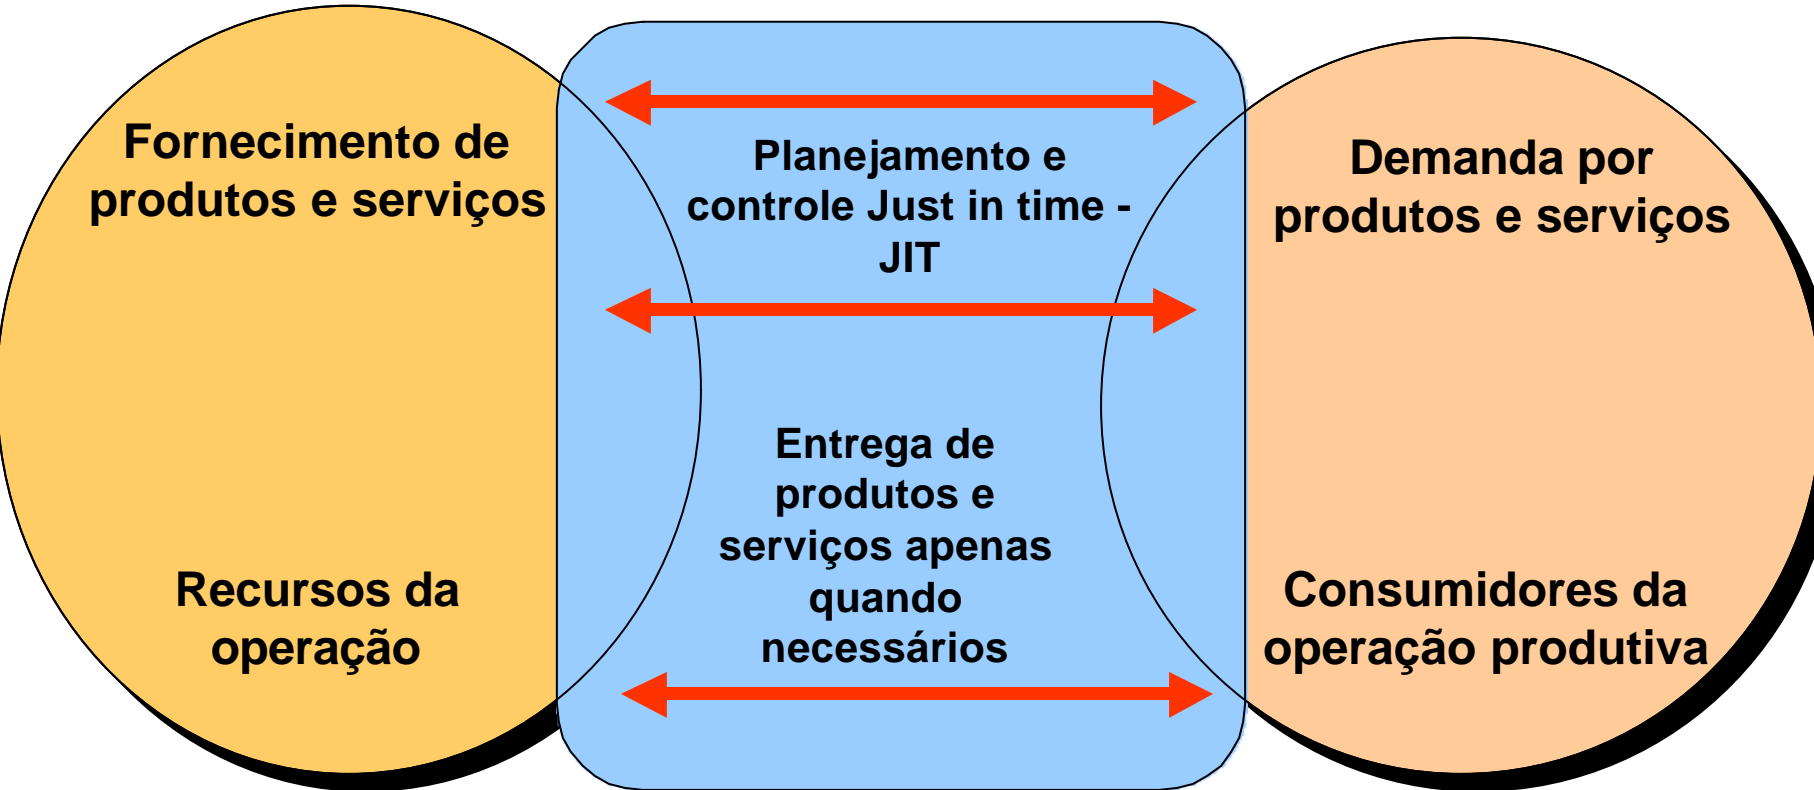 Fornecimento de
produtos e serviços
Recursos da
operação
Planejamento e
controle Just in time -
JIT
Entrega de
produtos e
serviços apenas
quando
necessários
Demanda por
produtos e serviços
Consumidores da
operação produtiva